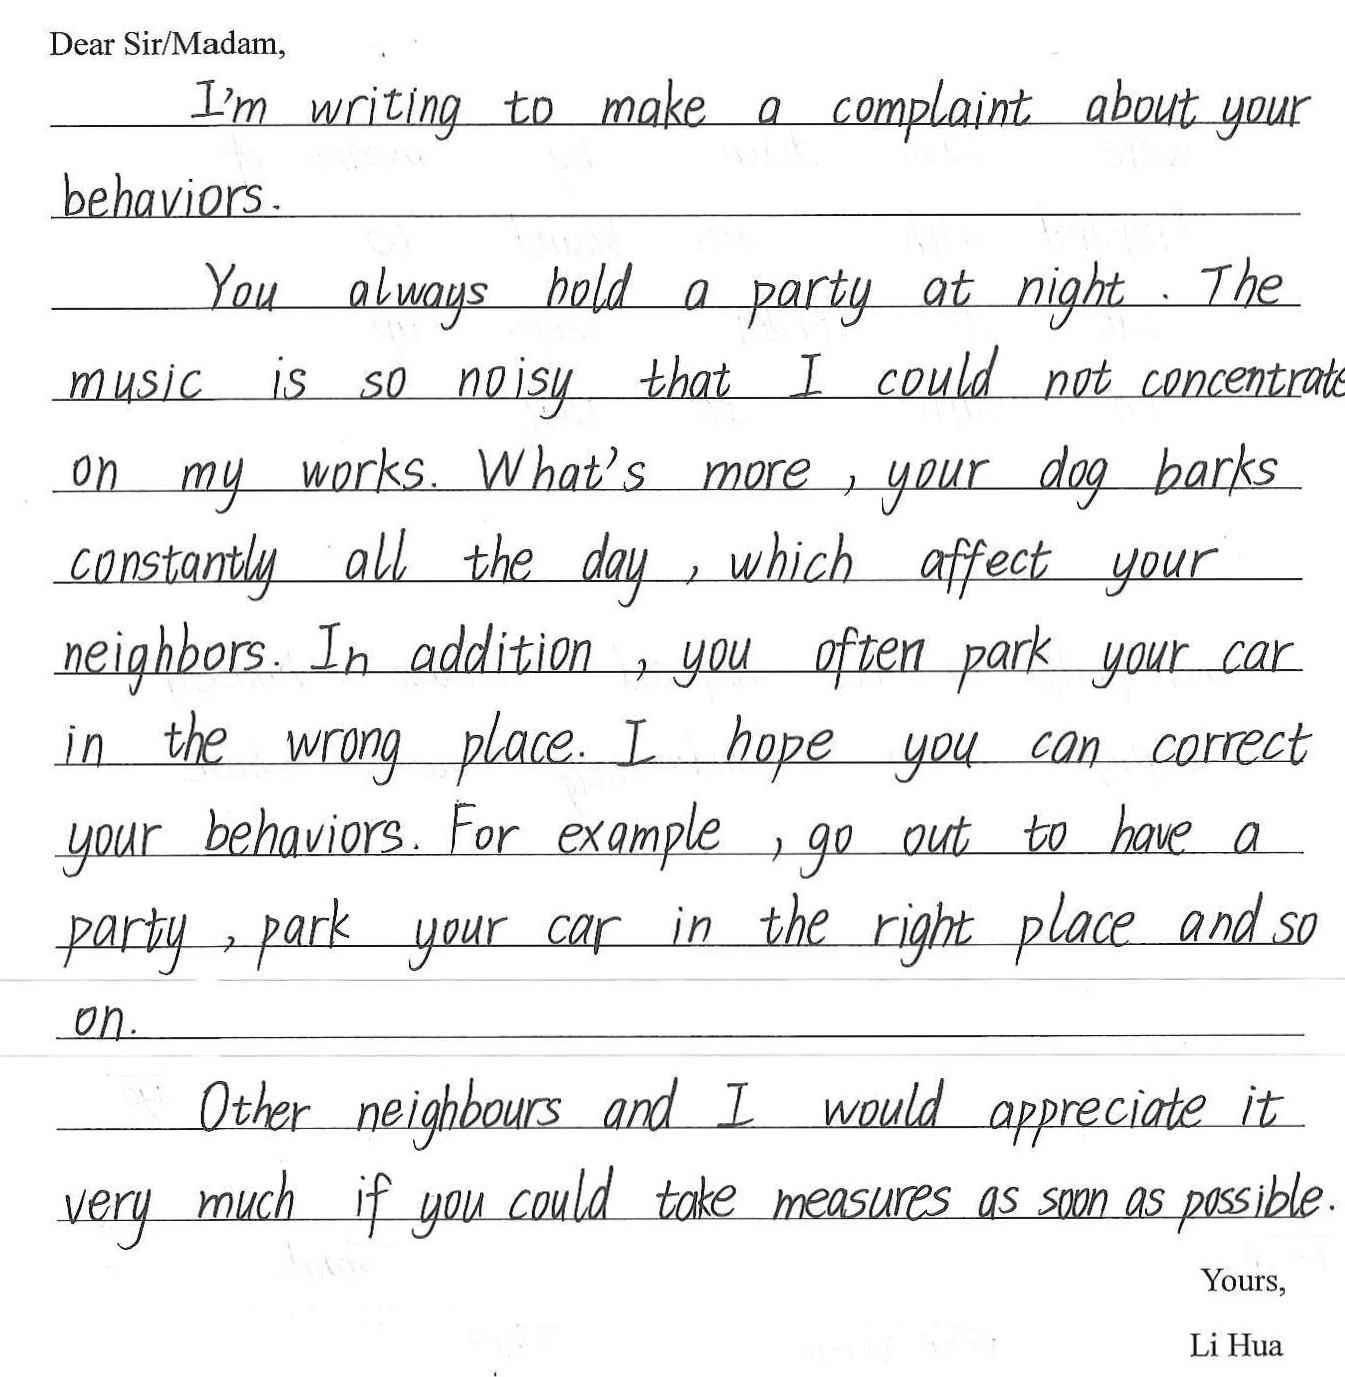 Dear Sir/Madam,
I'm writing to make a complaint about your
behaviors.
You always hold a party at night. The
music is so noisy that I could not concentrate
on my works. What's more, your dog barks
constantly all the day, which affect your
neighbors. In addition, you often park your car
in the wrong place. I hope you can correct
your behaviors. For example, go out to have a
party, park your car in the right place and so
on.
Other neighbours and I would appreciate it
very much if you could take measures as soon as possible.
Yours,
Li Hua